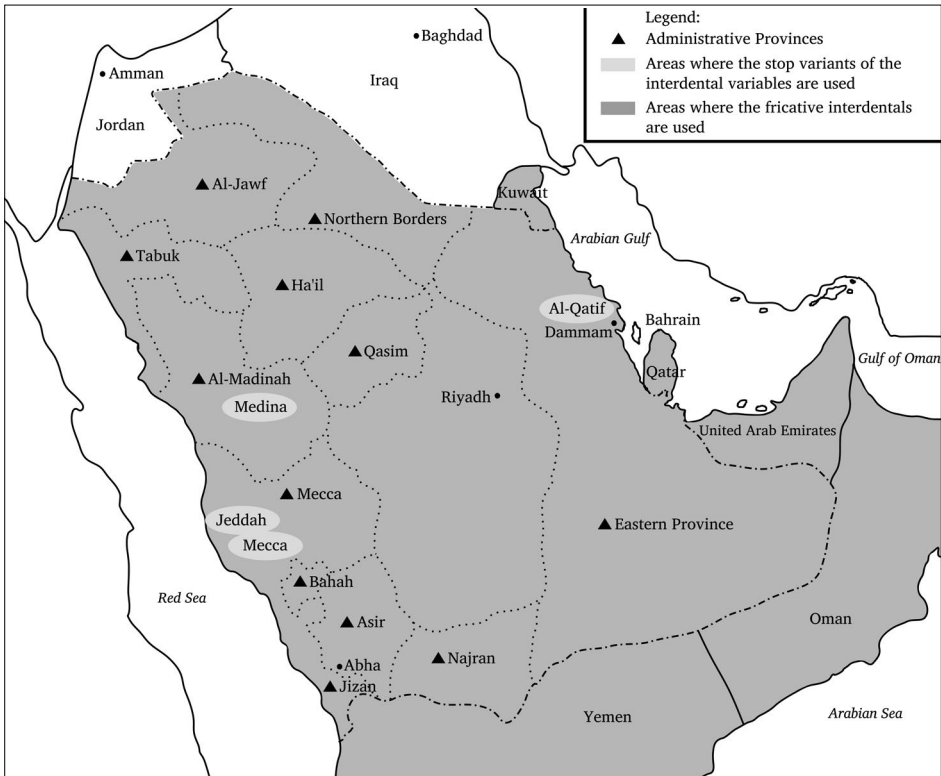 Legend:
Administrative Provinces
Areas where the stop variants of the
interdental variables are used
Areas where the fricative interdentals
are used
Baghdad
Amman
Iraq
Jordan
Al-Jawf
Kuwait
Northern Borders
Arabian Gulf
Tabuk
Ha'il
Al-Qatif
Bahrain
Dammam
Qasim
Gulf of Oman
Al-Madinah
Qatar
Riyadh
Medina
United Arab Emirates
Mecca
Jeddah
Eastern Province
Mecca
Bahah
Red Sea
Asir
Oman
Abha
Najran
Jizan
Yemen
Arabian Sea